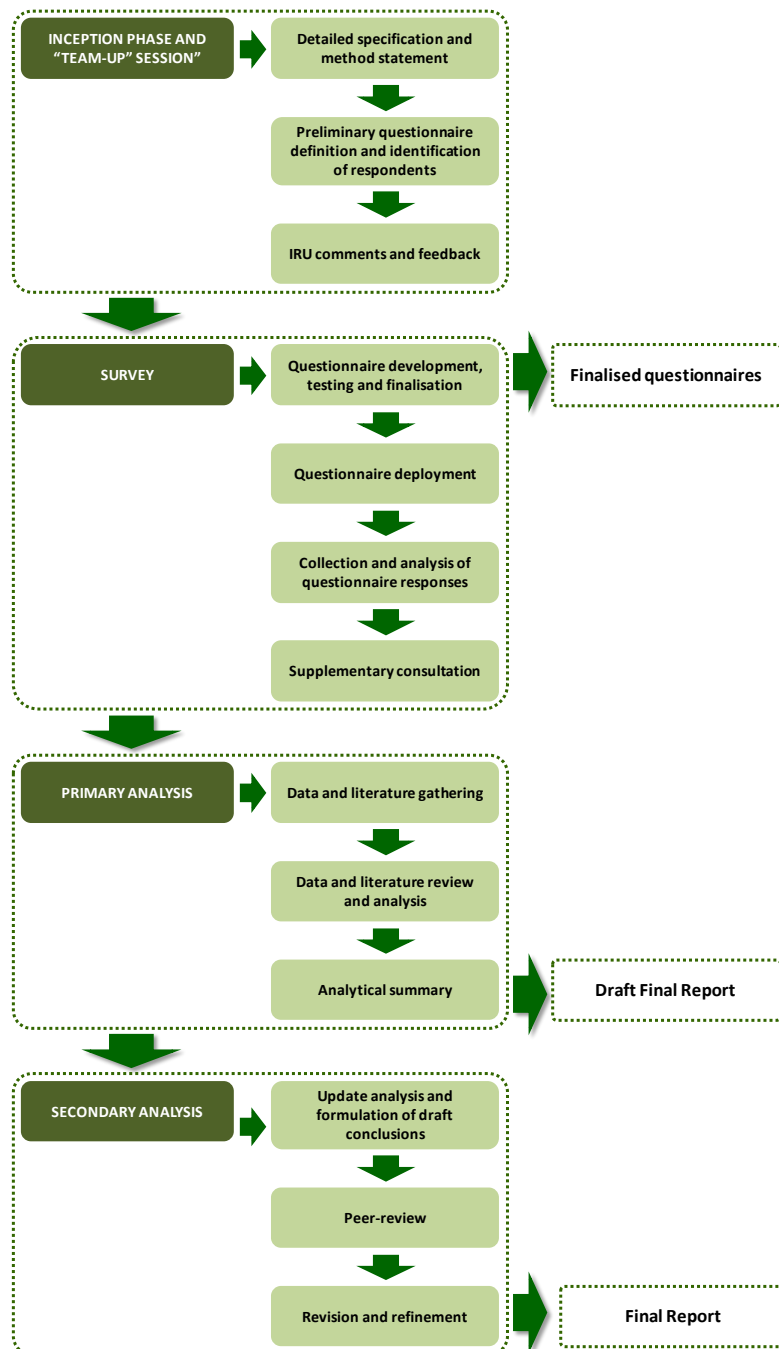 INCEPTION PHASE AND
“TEAM-UP” SESSION”
Detailed specification and
method statement
Preliminary questionnaire
definition and identification
of respondents
IRU comments and feedback
SURVEY
Questionnaire development,
testing and finalisation
Finalised questionnaires
Questionnaire deployment
Collection and analysis of
questionnaire responses
Supplementary consultation
PRIMARY ANALYSIS
Data and literature gathering
Data and literature review
and analysis
Analytical summary
Draft Final Report
SECONDARY ANALYSIS
Update analysis and
formulation of draft
conclusions
Peer-review
Revision and refinement
Final Report